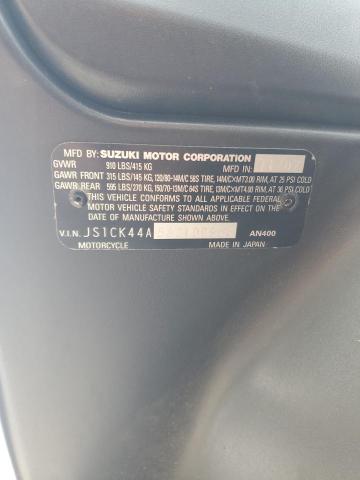 MFD BY: SUZUKI MOTOR CORPORATION
GVWR 910 LBS/415 KG MFD IN:
GAWR FRONT 315 LBS/145 KG, 120/80-14M/C 58S TIRE, 14M/C×MT3.00 RIM, AT 25 PSI COLD
GAWR REAR 595 LBS/270 KG, 150/70-13M/C 64S TIRE, 13M/C×MT4.00 RIM, AT 36 PSI COLD
THIS VEHICLE CONFORMS TO ALL APPLICABLE FEDERAL
MOTOR VEHICLE SAFETY STANDARDS IN EFFECT ON THE
DATE OF MANUFACTURE SHOWN ABOVE.
V.I.N. JS1CK44A AN400
MOTORCYCLE MADE IN JAPAN